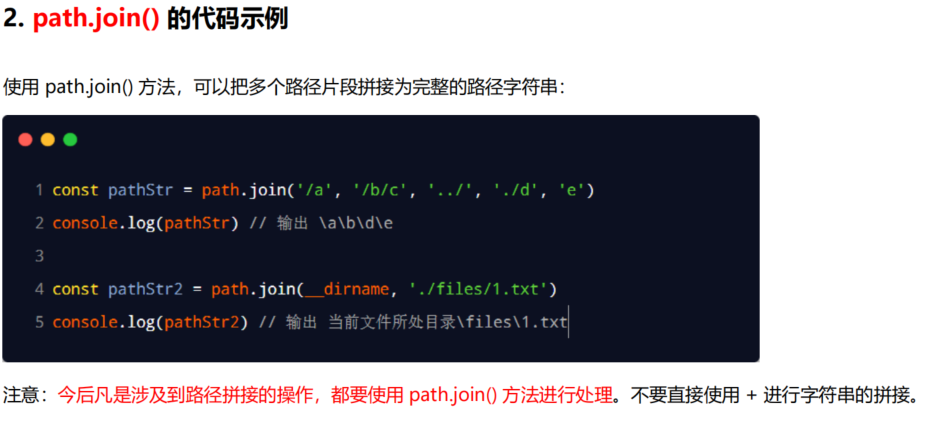 2. path.join() 的代码示例
使用 path.join() 方法，可以把多个路径片段拼接为完整的路径字符串：
1 const pathStr = path.join('/a', '/b/c', '../', './d', 'e')
2 console.log(pathStr) // 输出 \a\b\d\e
3
4 const pathStr2 = path.join(__dirname, './files/1.txt')
5 console.log(pathStr2) // 输出 当前文件所处目录\files\1.txt
注意：今后凡是涉及到路径拼接的操作，都要使用 path.join() 方法进行处理。不要直接使用 + 进行字符串的拼接。